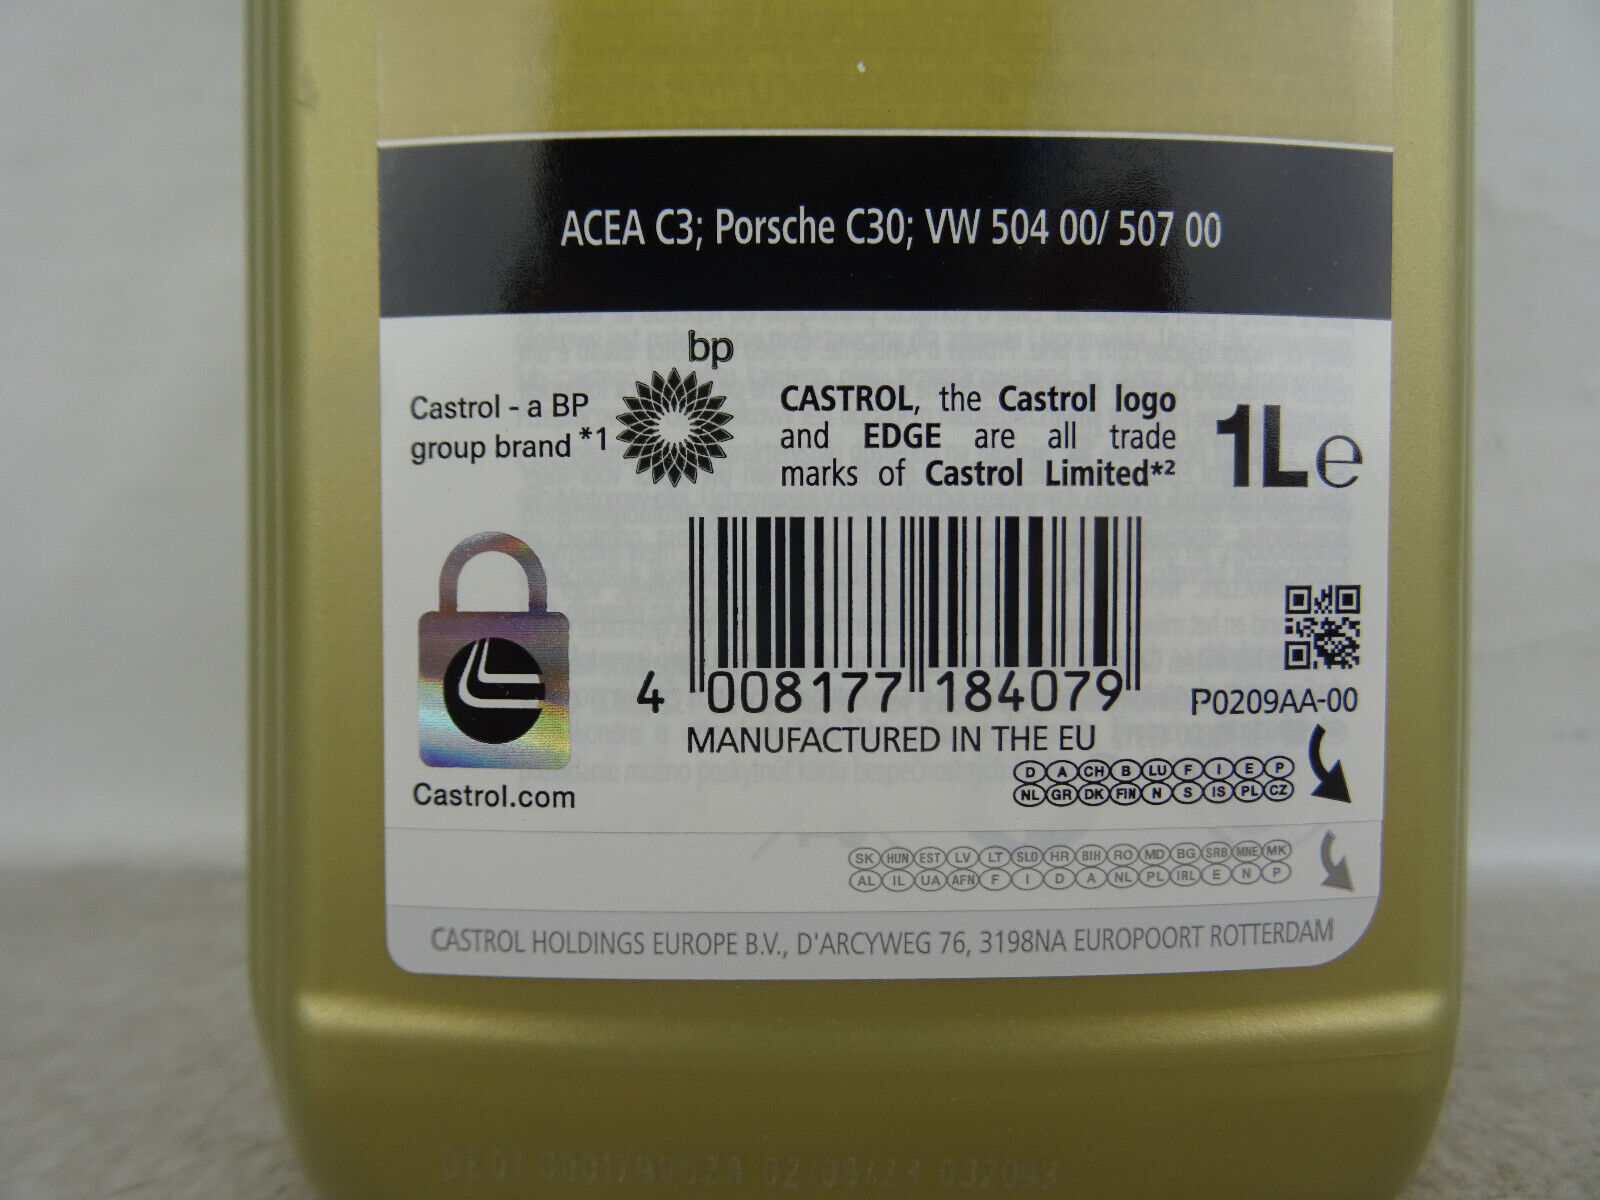 ACEA C3; Porsche C30; VW 504 00/ 507 00
bp
Castrol - a BP
group brand *1
CASTROL, the Castrol logo
and EDGE are all trade
marks of Castrol Limited*²
1L e
4 008177 184079
P0209AA-00
MANUFACTURED IN THE EU
Castrol.com
D A CH B LU F I E P
NL GR DK FIN N S IS PL CZ
SK HUN EST LV LT SLO HR BIH RO MD BG SRB MNE MK
AL IL UA AFN F I D A NL PL IRL E N P
CASTROL HOLDINGS EUROPE B.V., D'ARCYWEG 76, 3198NA EUROPOORT ROTTERDAM